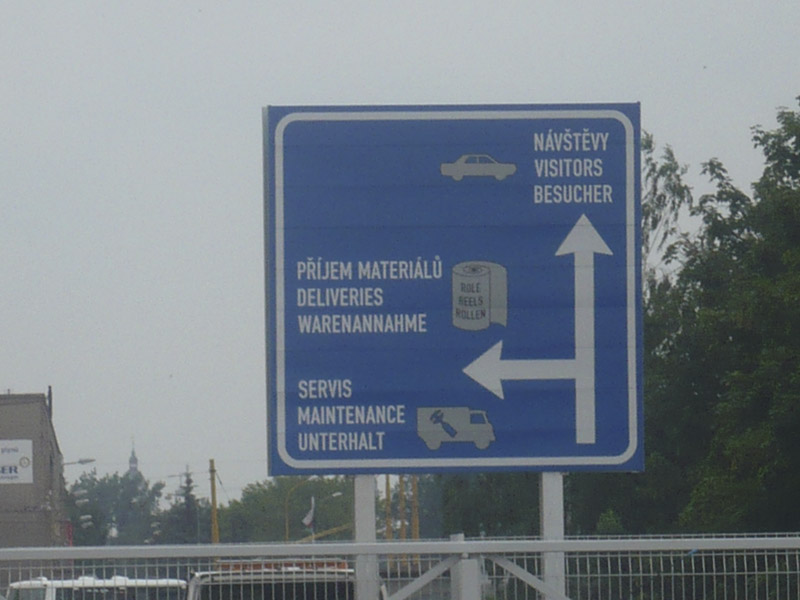 NÁVŠTĚVY
VISITORS
BESUCHER
PŘÍJEM MATERIÁLŮ
DELIVERIES
WARENANNAHME
ROLE
REELS
ROLLEN
SERVIS
MAINTENANCE
UNTERHALT